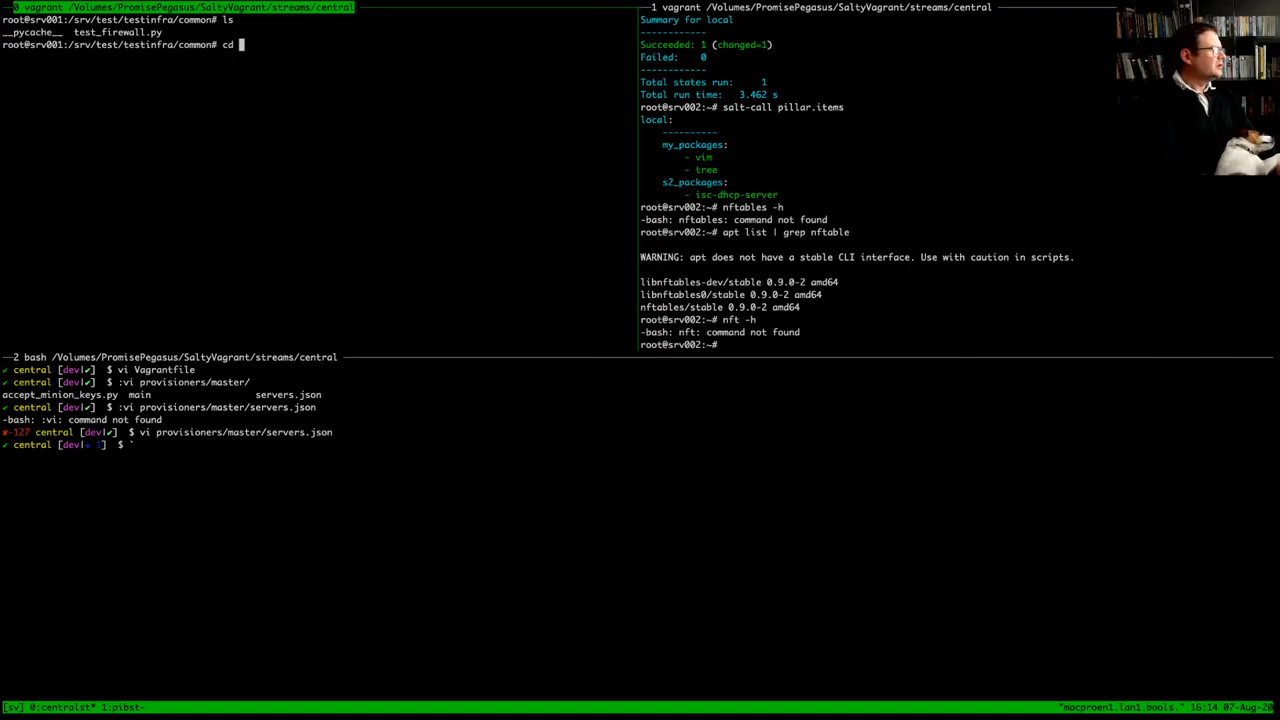 0 vagrant /Volumes/PromisePegasus/SaltyVagrant/streams/central
root@srv001:/srv/test/testinfra/common# ls
__pycache__  test_firewall.py
root@srv001:/srv/test/testinfra/common# cd
1 vagrant /Volumes/PromisePegasus/SaltyVagrant/streams/central
Summary for local
------------
Succeeded: 1 (changed=1)
Failed:    0
------------
Total states run:     1
Total run time:   3.462 s
root@srv002:~# salt-call pillar.items
local:
    ----------
    my_packages:
        - vim
        - tree
    s2_packages:
        - isc-dhcp-server
root@srv002:~# nftables -h
-bash: nftables: command not found
root@srv002:~# apt list | grep nftable
WARNING: apt does not have a stable CLI interface. Use with caution in scripts.
libnftables-dev/stable 0.9.0-2 amd64
libnftables0/stable 0.9.0-2 amd64
nftables/stable 0.9.0-2 amd64
root@srv002:~# nft -h
-bash: nft: command not found
root@srv002:~#
2 bash /Volumes/PromisePegasus/SaltyVagrant/streams/central
✔ central [dev|✔]  $ vi Vagrantfile
✔ central [dev|✔]  $ :vi provisioners/master/
accept_minion_keys.py  main                   servers.json
✔ central [dev|✔]  $ :vi provisioners/master/servers.json
-bash: :vi: command not found
✘-127 central [dev|✔]  $ vi provisioners/master/servers.json
✔ central [dev|✚ 1]  $ `
[sv] 0:centralst* 1:pibst-
"macproen1.lan1.bools." 16:14 07-Aug-20